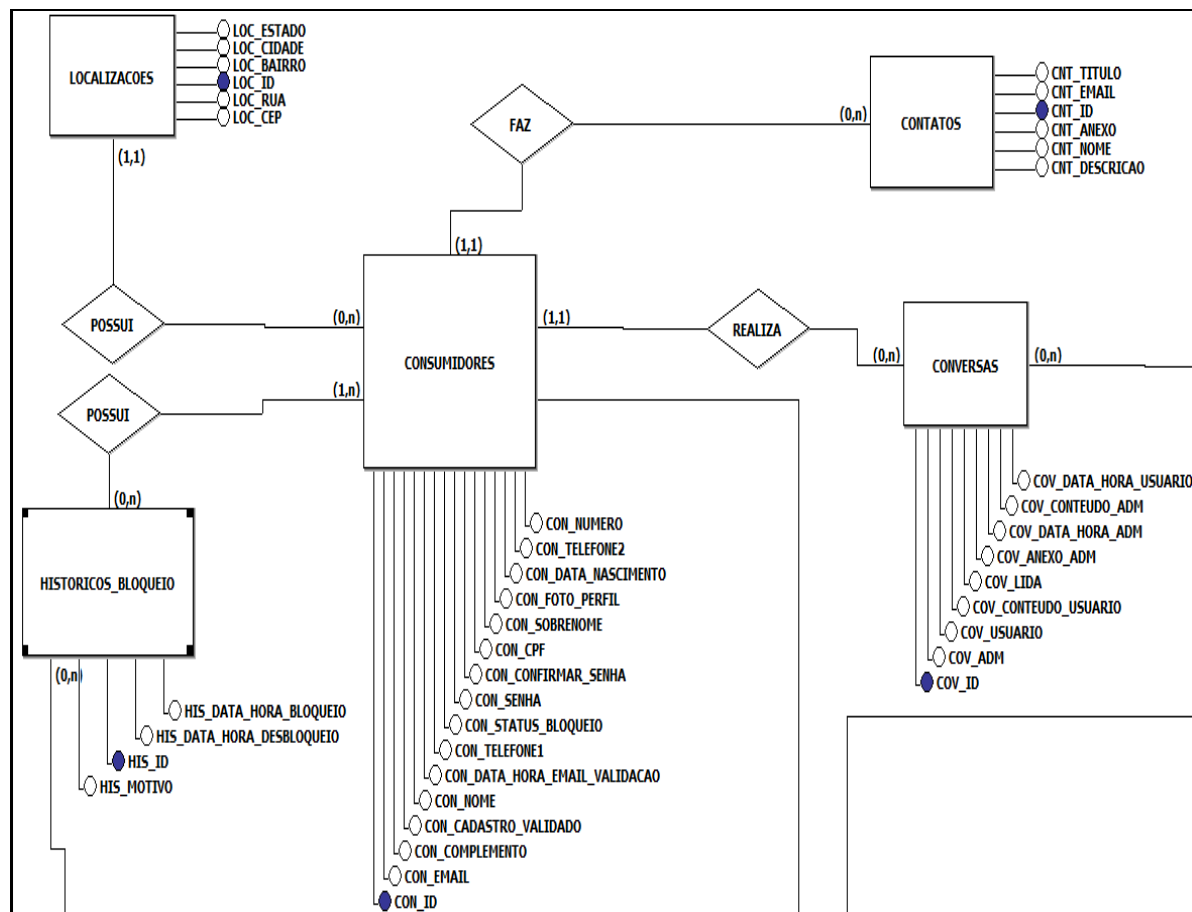 LOC_ESTADO
LOC_CIDADE
LOC_BAIRRO
LOC_ID
LOC_RUA
LOC_CEP
LOCALIZACOES
(1,1)
FAZ
(0,n)
CONTATOS
CNT_TITULO
CNT_EMAIL
CNT_ID
CNT_ANEXO
CNT_NOME
CNT_DESCRICAO
(1,1)
POSSUI
(0,n)
CONSUMIDORES
(1,1)
REALIZA
(0,n)
CONVERSAS
(0,n)
POSSUI
(1,n)
(0,n)
HISTORICOS_BLOQUEIO
(0,n)
HIS_DATA_HORA_BLOQUEIO
HIS_DATA_HORA_DESBLOQUEIO
HIS_ID
HIS_MOTIVO
CON_NUMERO
CON_TELEFONE2
CON_DATA_NASCIMENTO
CON_FOTO_PERFIL
CON_SOBRENOME
CON_CPF
CON_CONFIRMAR_SENHA
CON_SENHA
CON_STATUS_BLOQUEIO
CON_TELEFONE1
CON_DATA_HORA_EMAIL_VALIDACAO
CON_NOME
CON_CADASTRO_VALIDADO
CON_COMPLEMENTO
CON_EMAIL
CON_ID
COV_DATA_HORA_USUARIO
COV_CONTEUDO_ADM
COV_DATA_HORA_ADM
COV_ANEXO_ADM
COV_LIDA
COV_CONTEUDO_USUARIO
COV_USUARIO
COV_ADM
COV_ID